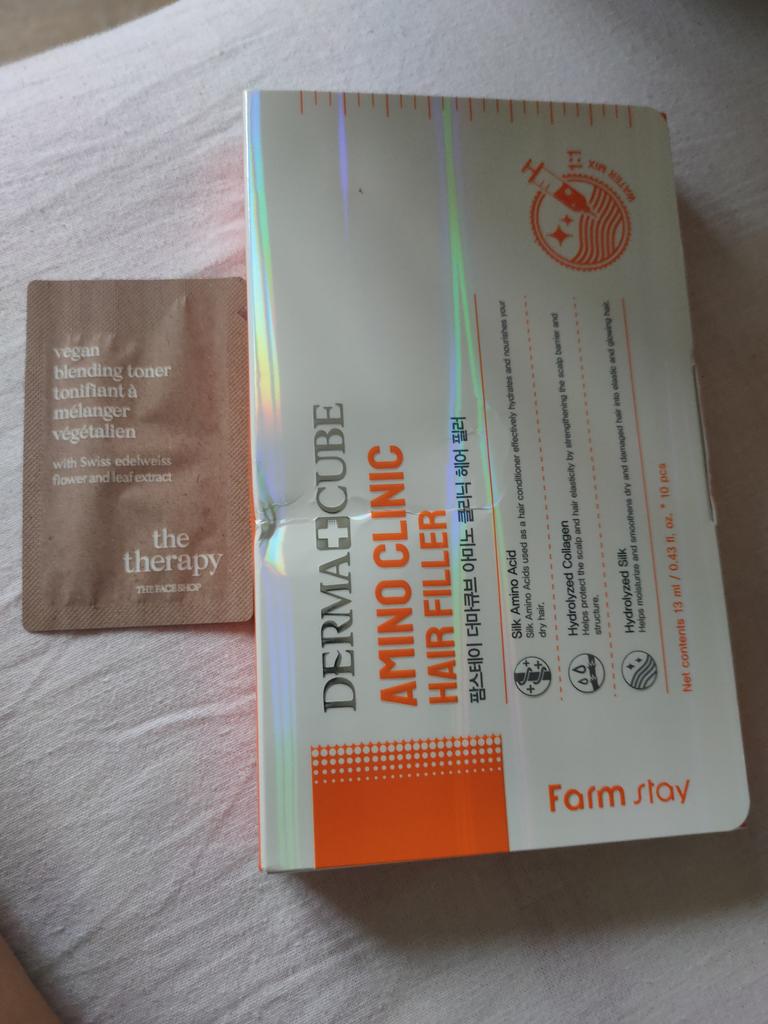 vegan
blending toner
tonifiant à
mélanger
végétalien
with Swiss edelweiss
flower and leaf extract
the
therapy
THE FACE SHOP
DERMA CUBE
AMINO CLINIC
HAIR FILLER
팜스테이 더마큐브 아미노 클리닉 헤어 필러
Silk Amino Acid
Silk Amino Acids used as a hair conditioner effectively hydrates and nourishes your
dry hair.
Hydrolyzed Collagen
Helps protect the scalp and hair elasticity by strengthening the scalp barrier and
structure.
Hydrolyzed Silk
Helps moisturize and smoothens dry and damaged hair into elastic and glowing hair.
Net contents 13 ml / 0.43 fl. oz. * 10 pcs
1:1
WATER MIX
Farm stay